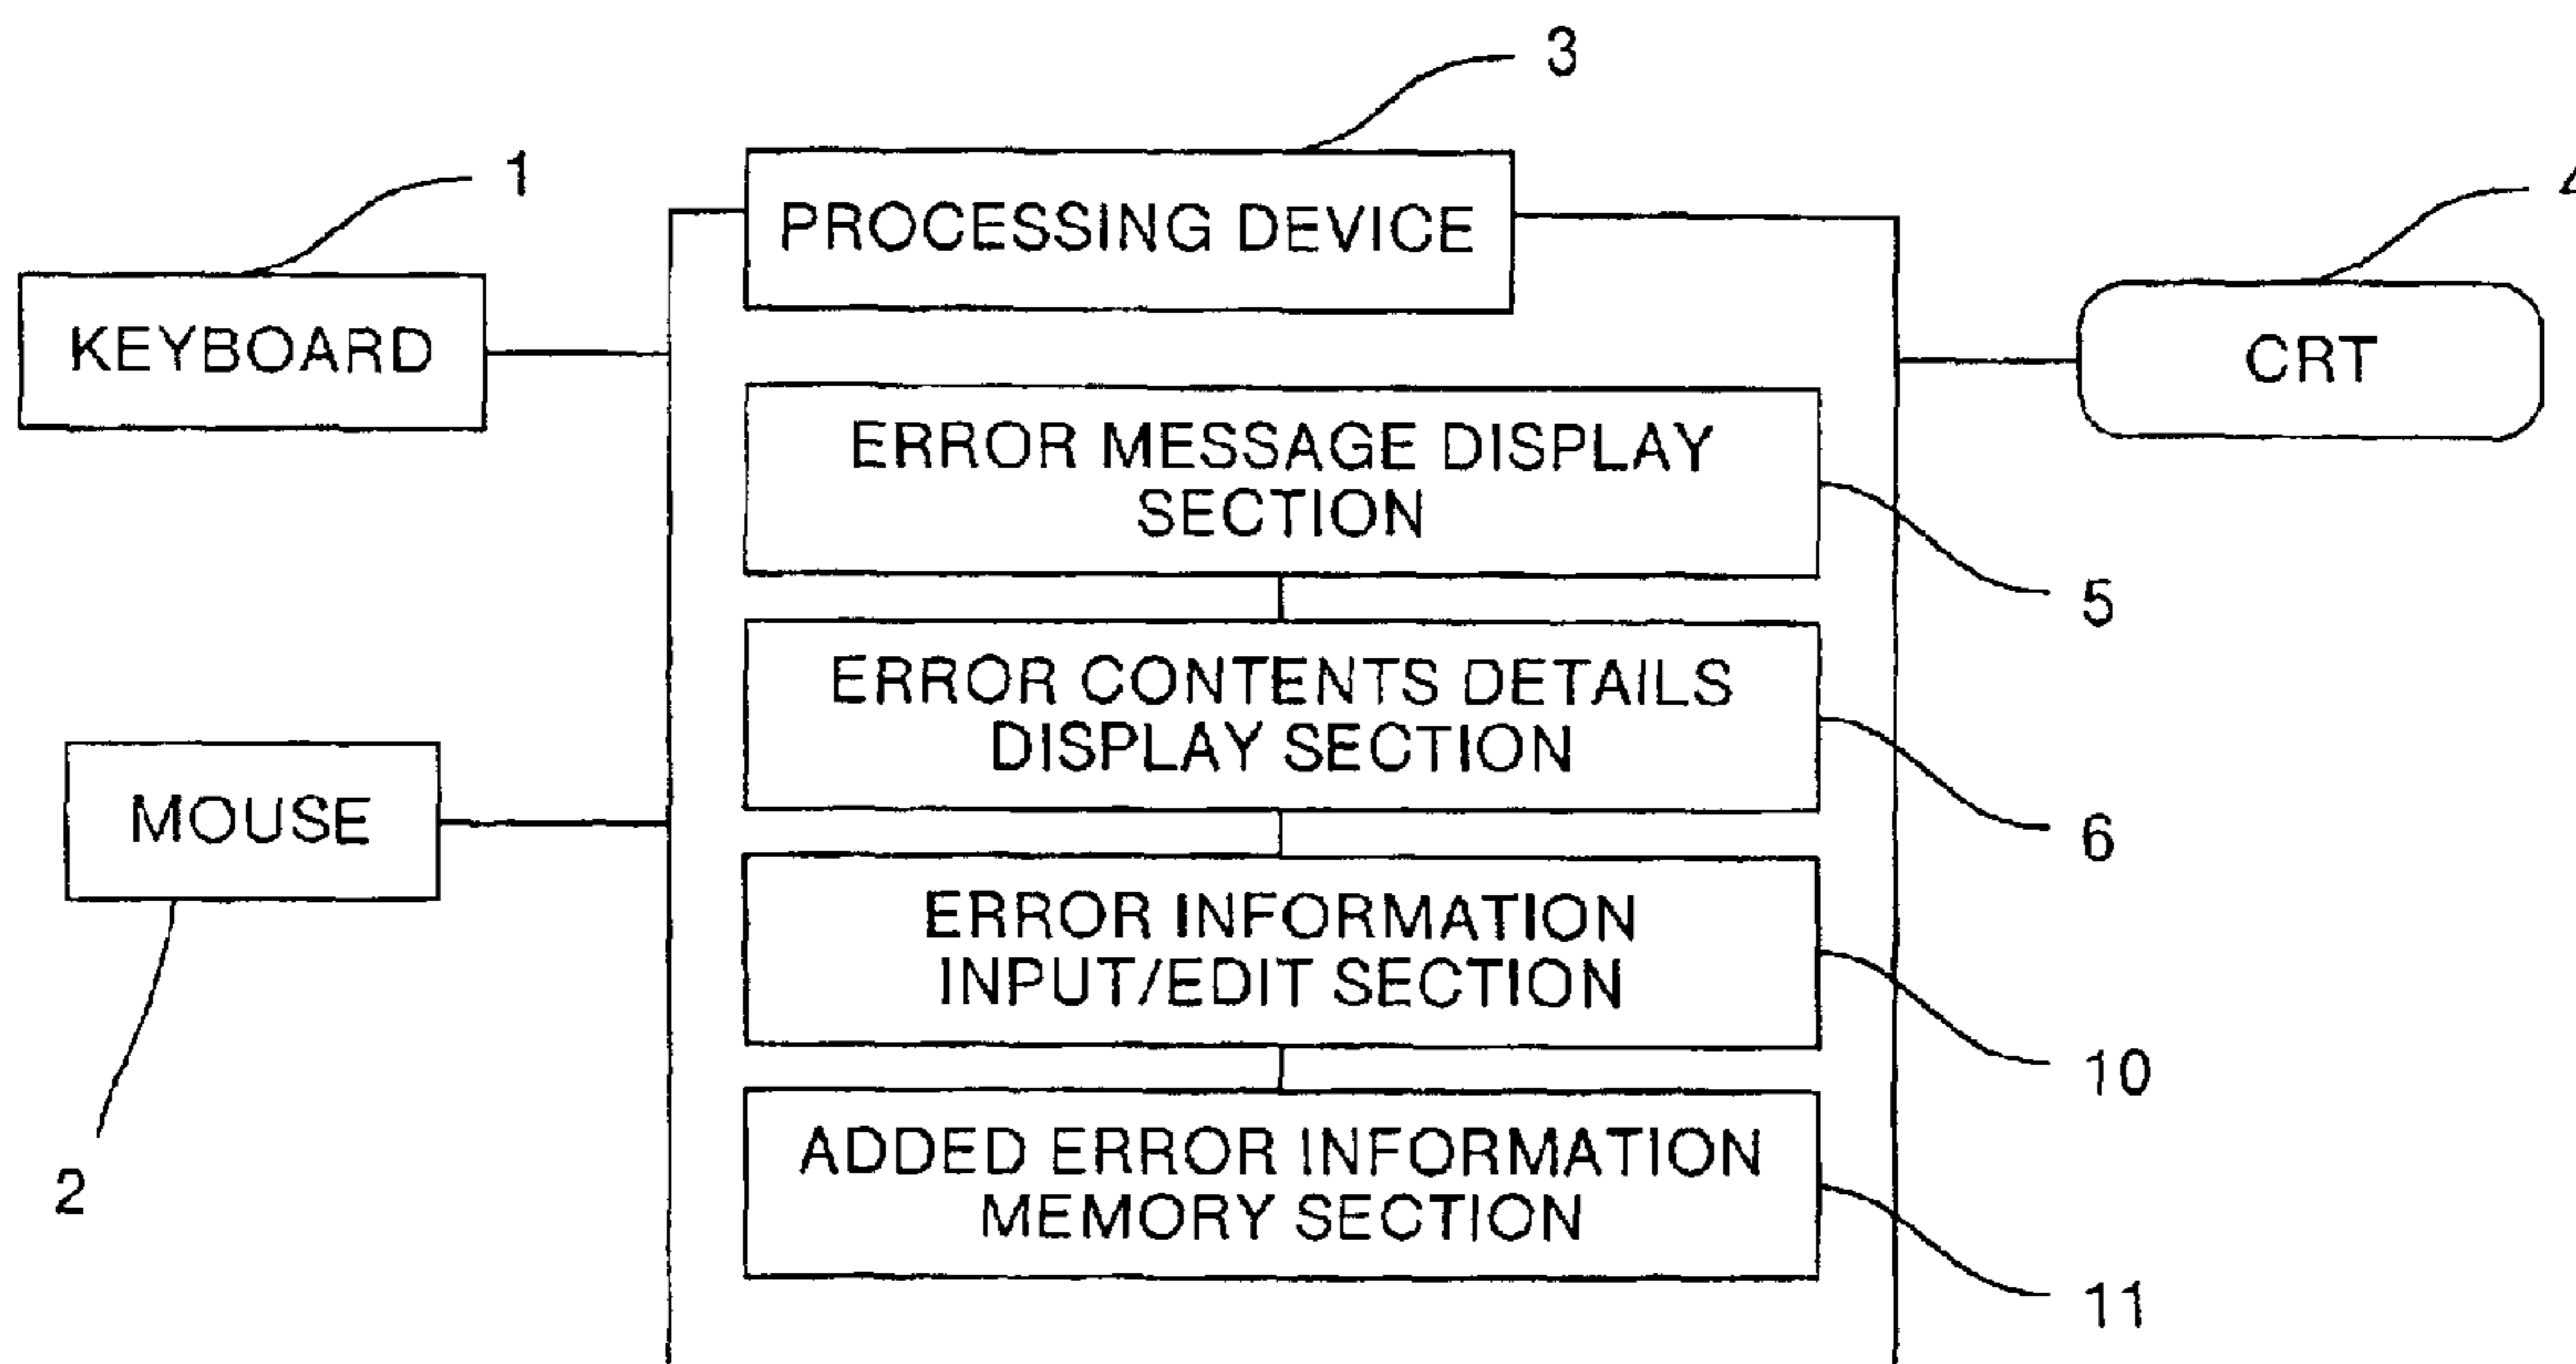 3
1
4
PROCESSING DEVICE
KEYBOARD
CRT
ERROR MESSAGE DISPLAY
SECTION
5
ERROR CONTENTS DETAILS
DISPLAY SECTION
MOUSE
6
ERROR INFORMATION
INPUT/EDIT SECTION
10
ADDED ERROR INFORMATION
MEMORY SECTION
2
11